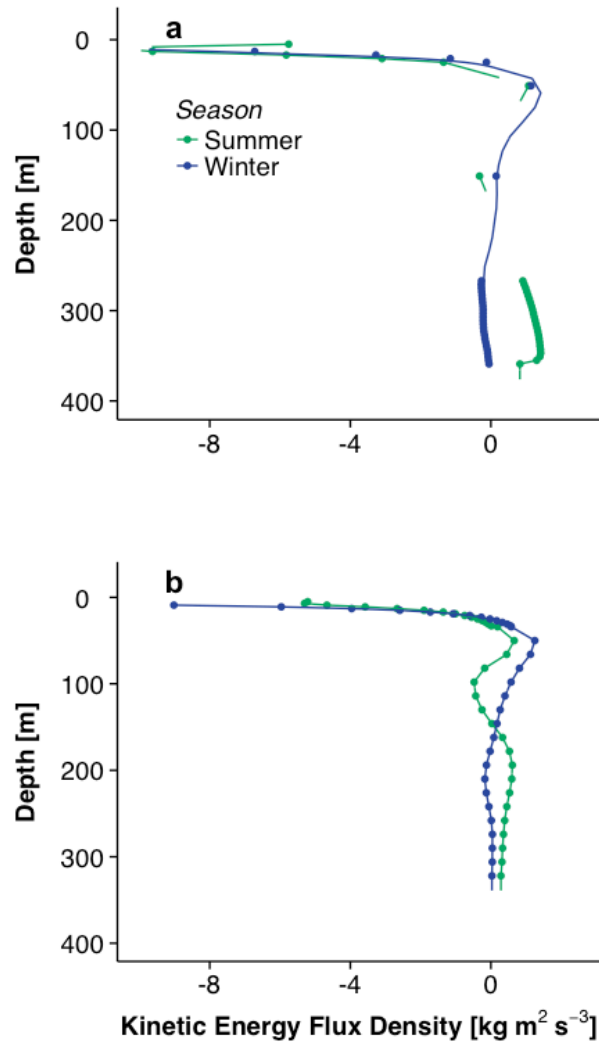 a
0
100
200
300
400
Depth [m]
Season
Summer
Winter
-8
-4
0
b
0
100
200
300
400
Depth [m]
-8
-4
0
Kinetic Energy Flux Density [kg m² s⁻³]